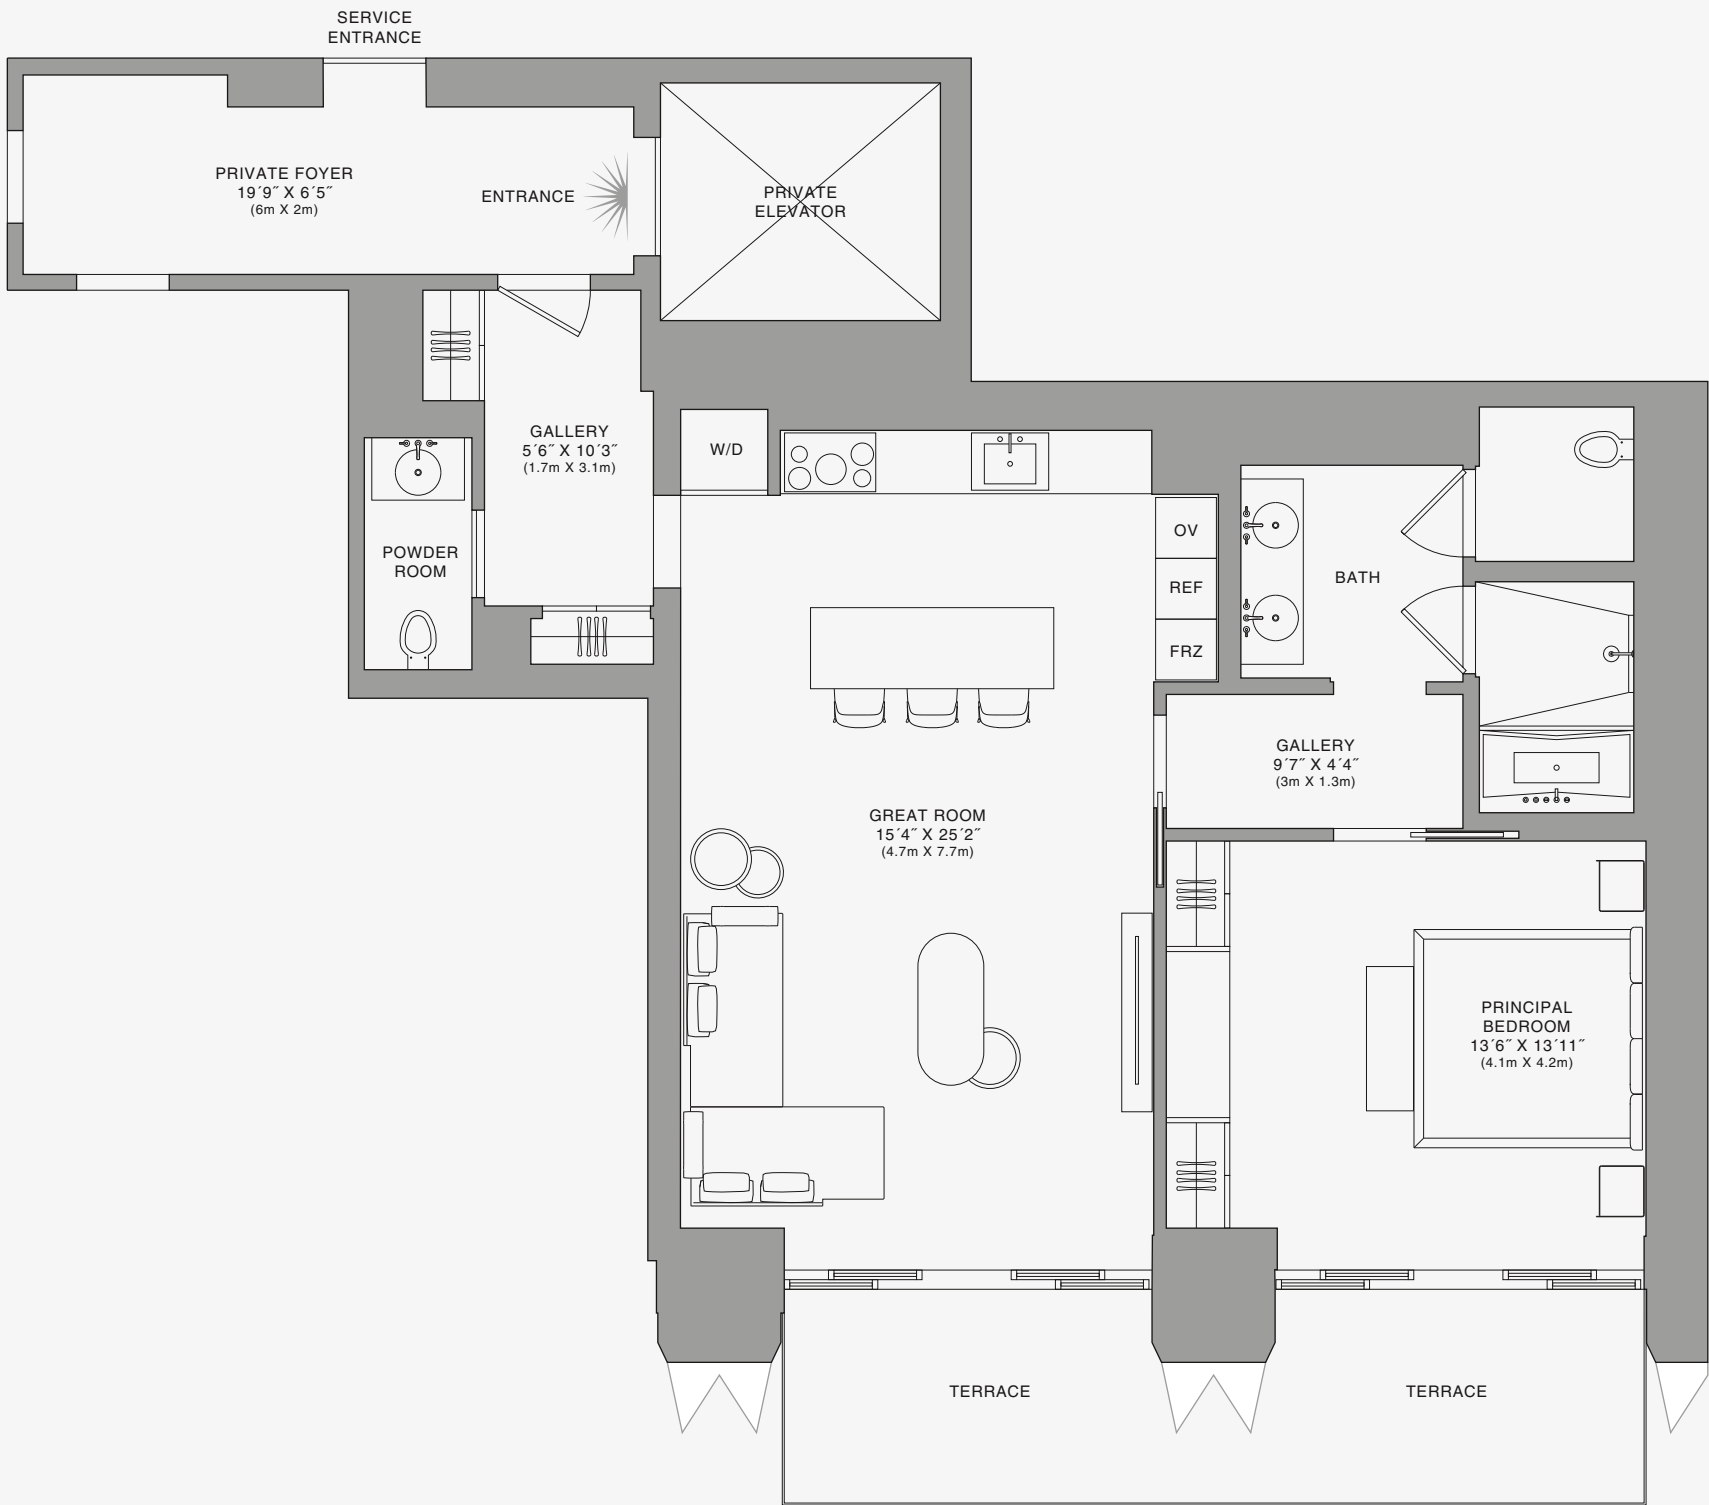 SERVICE
ENTRANCE
PRIVATE FOYER
19´9˝ X 6´5˝
(6m X 2m)
ENTRANCE
PRIVATE
ELEVATOR
GALLERY
5´6˝ X 10´3˝
(1.7m X 3.1m)
W/D
POWDER
ROOM
OV
REF
FRZ
BATH
GALLERY
9´7˝ X 4´4˝
(3m X 1.3m)
GREAT ROOM
15´4˝ X 25´2˝
(4.7m X 7.7m)
PRINCIPAL
BEDROOM
13´6˝ X 13´11˝
(4.1m X 4.2m)
TERRACE
TERRACE